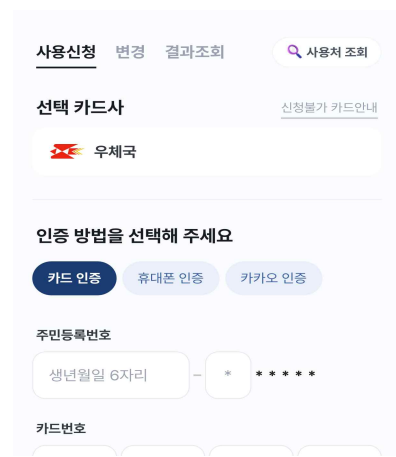 사용신청 변경 결과조회 사용처 조회
선택 카드사 신청불가 카드안내
우체국
인증 방법을 선택해 주세요
카드 인증 휴대폰 인증 카카오 인증
주민등록번호
생년월일 6자리 – * * * * * *
카드번호